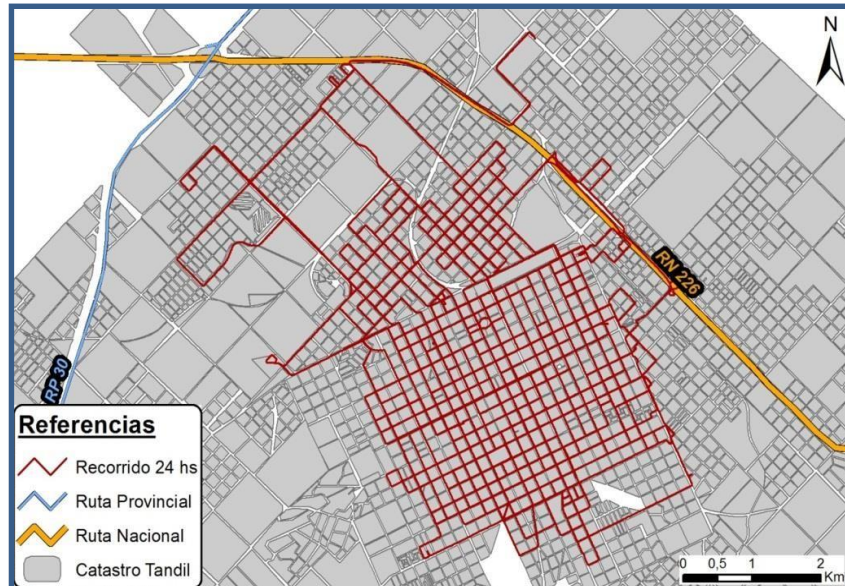 N
RN 226
RP 30
Referencias
Recorrido 24 hs
Ruta Provincial
Ruta Nacional
Catastro Tandil
0 0,5 1 2
Km